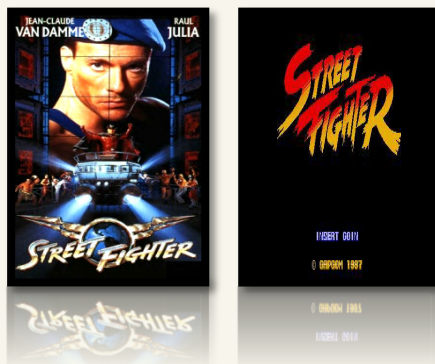 JEAN-CLAUDE
VAN DAMME
RAUL
JULIA
STREET FIGHTER
STREET
FIGHTER
INSERT COIN
© CAPCOM 1987